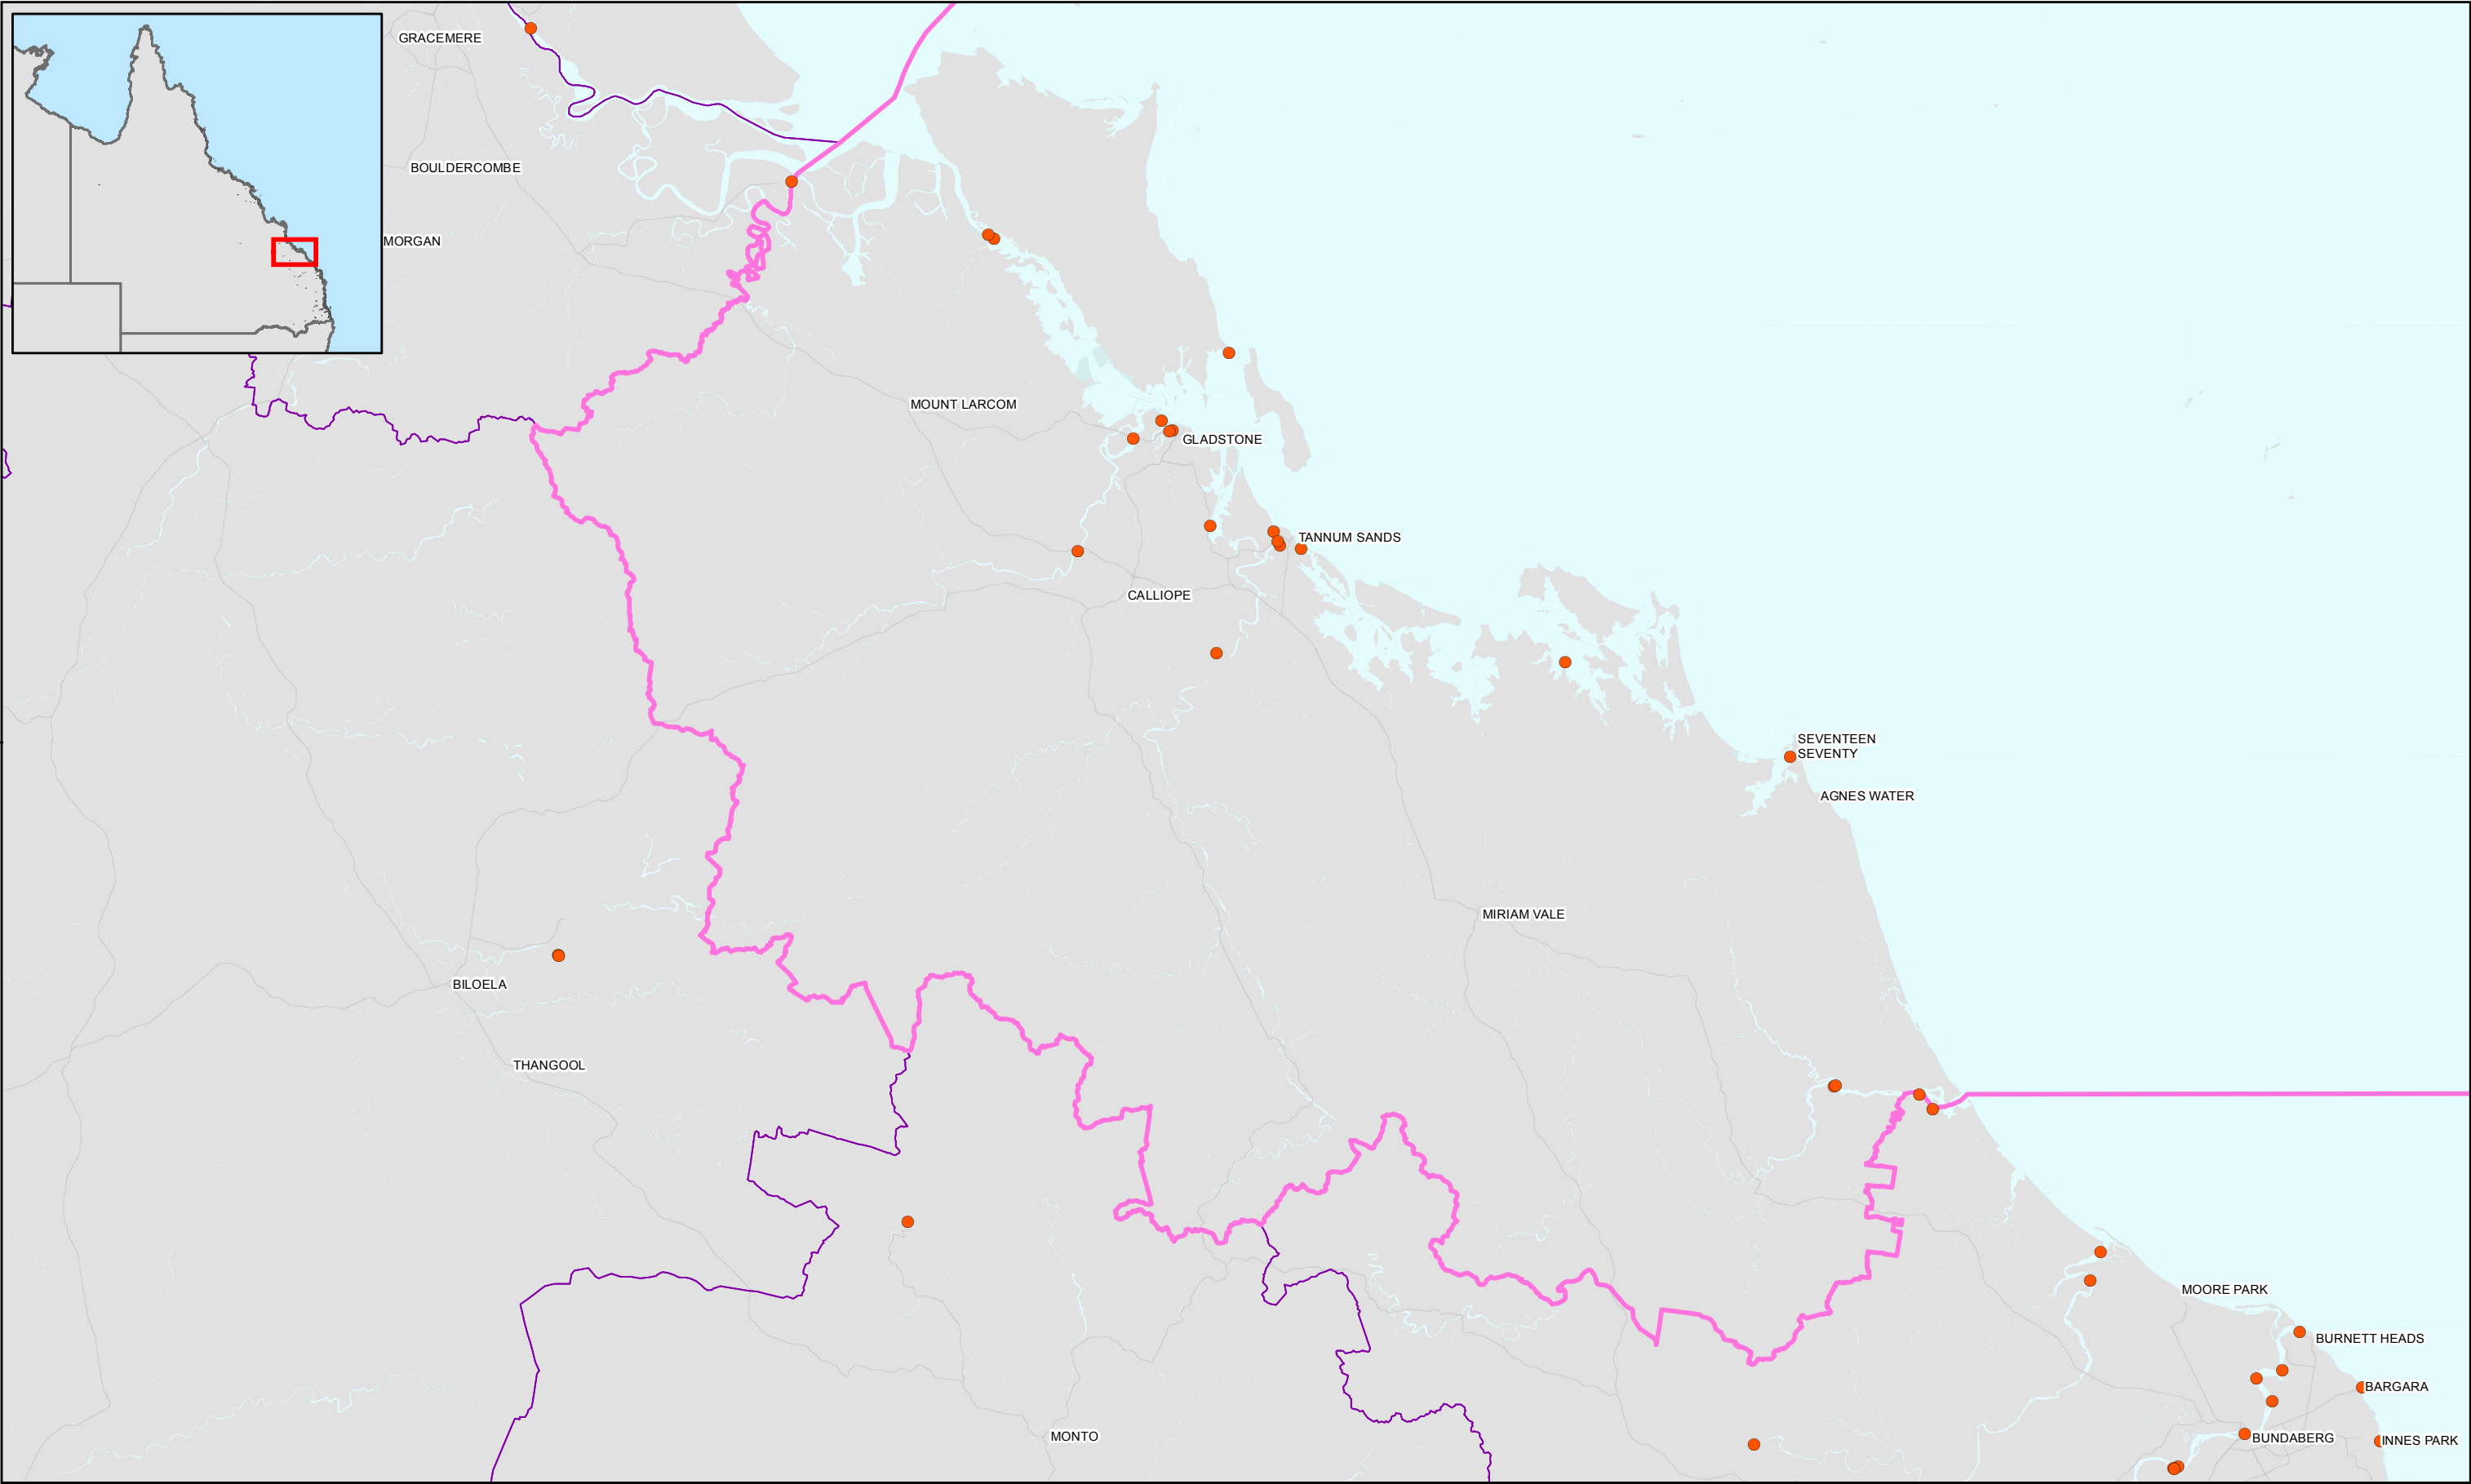 GRACEMERE
BOULDERCOMBE
MORGAN
MOUNT LARCOM
GLADSTONE
TANNUM SANDS
CALLIOPE
SEVENTEEN
SEVENTY
AGNES WATER
MIRIAM VALE
BILOELA
THANGOOL
MOORE PARK
BURNETT HEADS
BARGARA
MONTO
BUNDABERG
INNES PARK